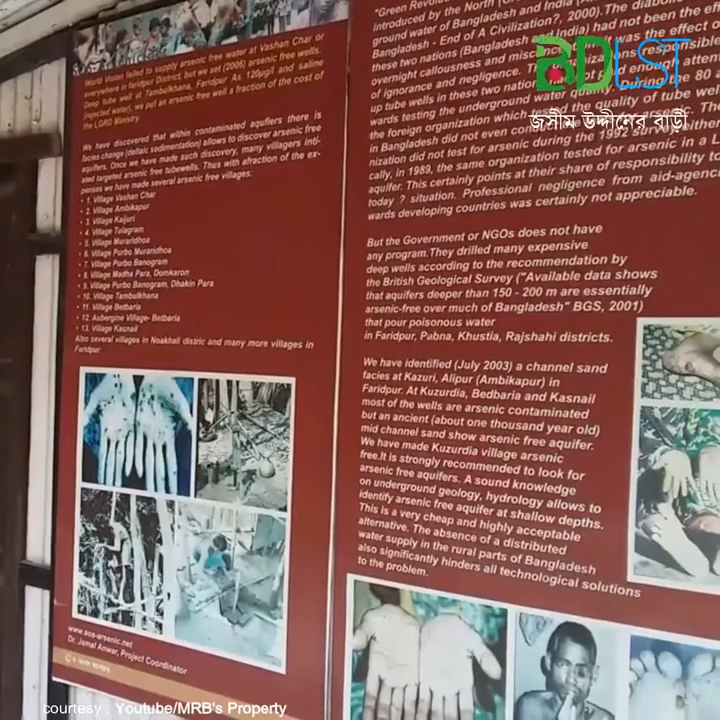 World Vision failed to supply arsenic free water at Vashan Char or
everywhere in faridpur District, but we set (2006) arsenic free wells.
Deep tube well at Tambulkhana, Faridpur As 120µg/l and saline
(rejected water), we put an arsenic free well a fraction of the cost of
the LGRD Ministry
We have discovered that within contaminated aquifers there is
facies change (deltaic sedimentation) allows to discover arsenic free
aquifers. Once we have made such discovery, many villagers inti-
ated targeted arsenic free tubewells. Thus with afraction of the ex-
penses we have made several arsenic free villages:
• 1. Village Vashan Char
• 2. Village Ambikapur
• 3. Village Kaijuri
• 4. Village Tulagram
• 5. Village Muraridhoa
• 6. Village Purbo Muraridhoa
• 7. Village Purbo Banogram
• 8. Village Madha Para, Domkaron
• 9. Village Purbo Banogram, Dhakin Para
• 10. Village Tambulkhana
• 11. Village Betbaria
• 12. Aubergine Village- Betbaria
• 13. Village Kasnail
Also several villages in Noakhali distric and many more villages in
Faridpur
www.sos-arsenic.net
Dr. Jamal Anwar, Project Coordinator
"Green Revolu
introduced by the North
ground water of Bangladesh and India
Bangladesh - End of A Civilization?, 2000). The
these two nations (Bangladesh and India) had not been the eff
overnight callousness and it was the effect o
of ignorance and negligence. responsible
up tube wells in these two nations attent
wards testing the underground water quality. During the 80
the foreign organization which tested the quality of tube well
in Bangladesh did not even The
nization did not test for arsenic during the 1992 survey either
cally, in 1989, the same organization tested for arsenic in a L
aquifer. This certainly points at their share of responsibility to
today ? situation. Professional negligence from aid-agenc
wards developing countries was certainly not appreciable.
But the Government or NGOs does not have
any program.They drilled many expensive
deep wells according to the recommendation by
the British Geological Survey ("Available data shows
that aquifers deeper than 150 - 200 m are essentially
arsenic-free over much of Bangladesh" BGS, 2001)
that pour poisonous water
in Faridpur, Pabna, Khustia, Rajshahi districts.
We have identified (July 2003) a channel sand
facies at Kazuri, Alipur (Ambikapur) in
Faridpur. At Kuzurdia, Bedbaria and Kasnail
most of the wells are arsenic contaminated
but an ancient (about one thousand year old)
mid channel sand show arsenic free aquifer.
We have made Kuzurdia village arsenic
free.It is strongly recommended to look for
arsenic free aquifers. A sound knowledge
on underground geology, hydrology allows to
identify arsenic free aquifer at shallow depths.
This is a very cheap and highly acceptable
alternative. The absence of a distributed
water supply in the rural parts of Bangladesh
also significantly hinders all technological solutions
to the problem.
BDLST
জসীম উদ্দীনের বাড়ী
courtesy : Youtube/MRB's Property